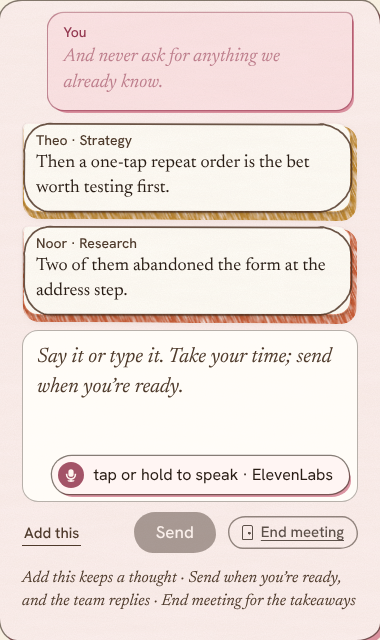 You
And never ask for anything we
already know.
Theo · Strategy
Then a one-tap repeat order is the bet
worth testing first.
Noor · Research
Two of them abandoned the form at the
address step.
Say it or type it. Take your time; send
when you’re ready.
tap or hold to speak · ElevenLabs
Add this
Send
End meeting
Add this keeps a thought · Send when you’re ready,
and the team replies · End meeting for the takeaways